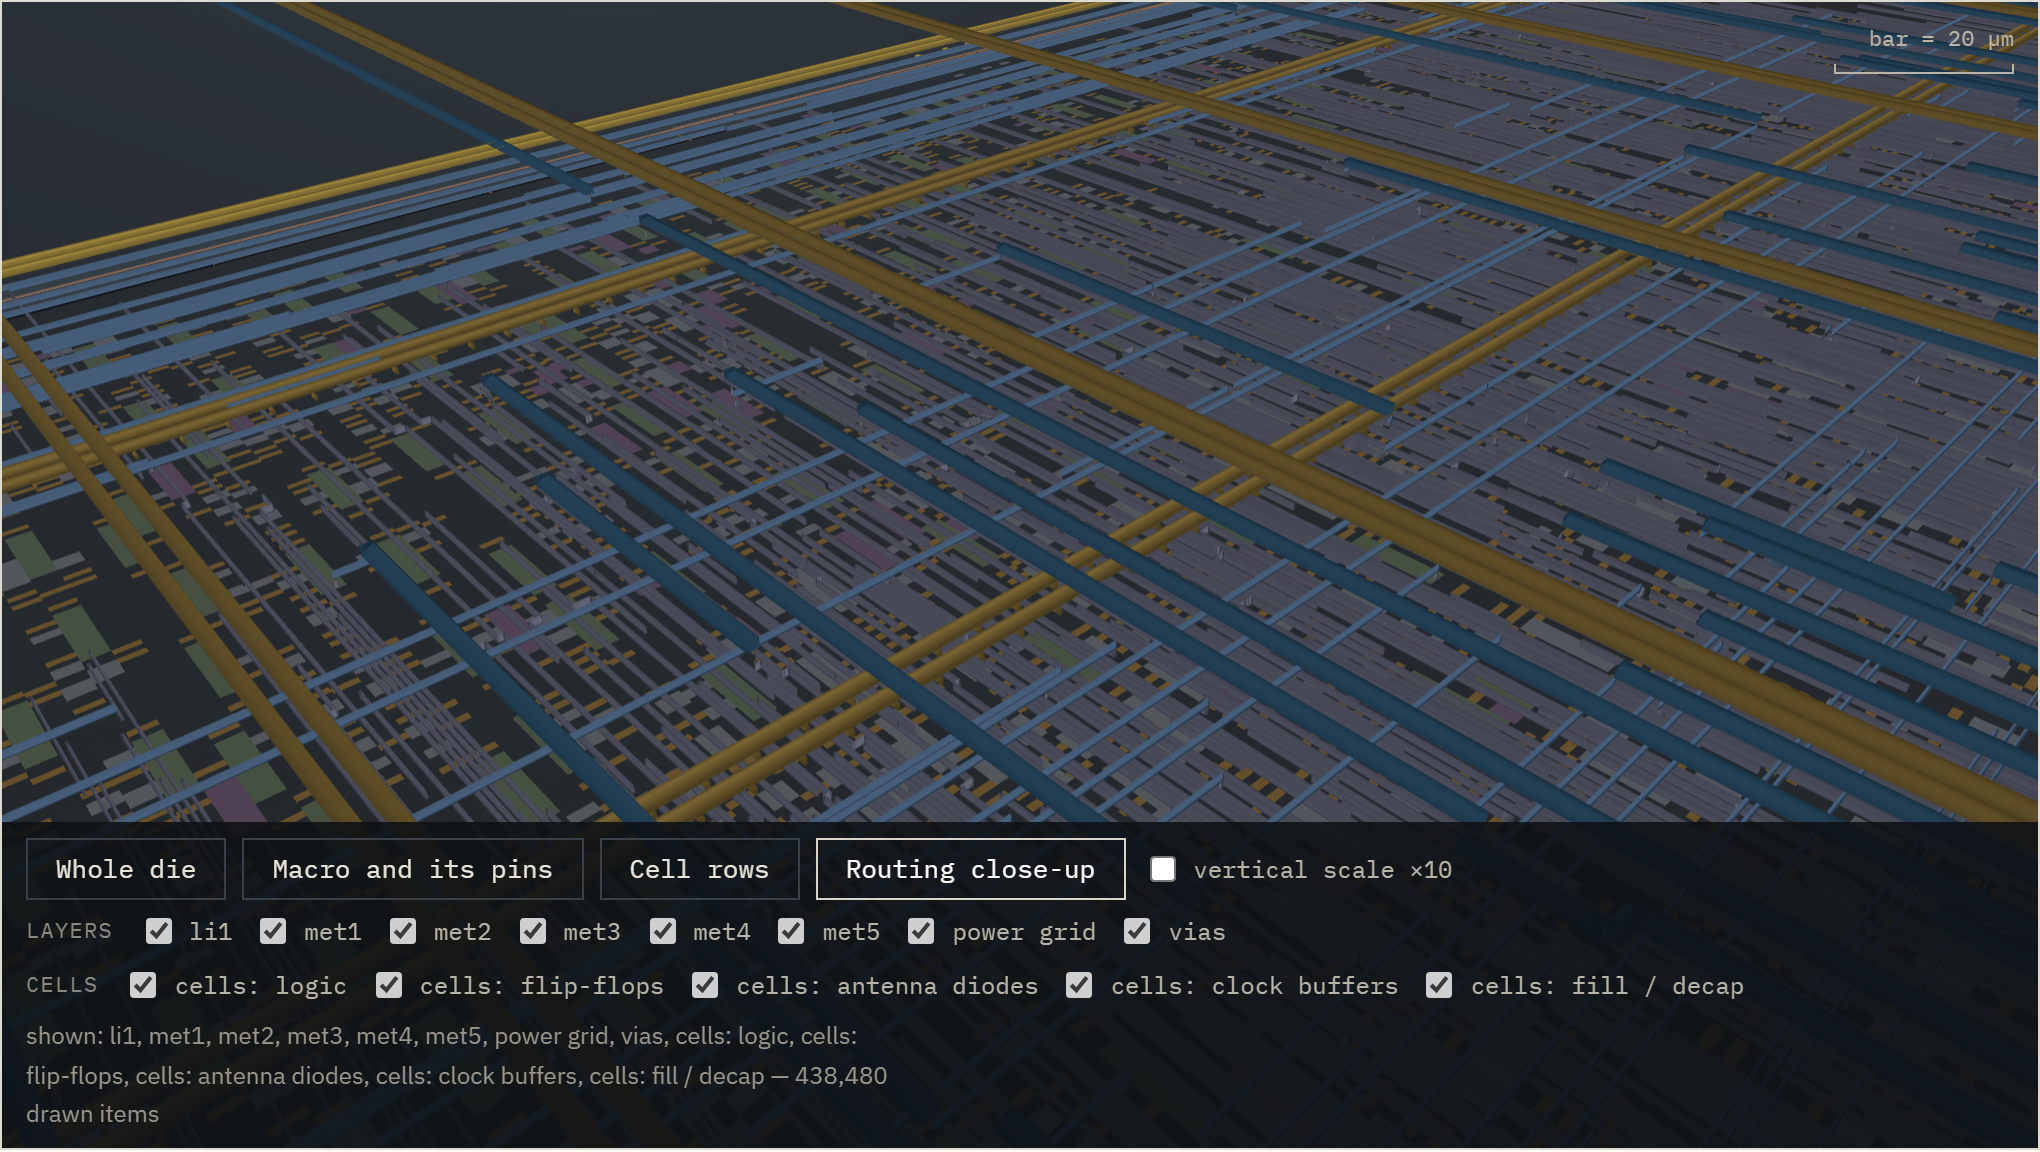 bar = 20 µm
Whole die
Macro and its pins
Cell rows
Routing close-up
vertical scale ×10
LAYERS li1 met1 met2 met3 met4 met5 power grid vias
CELLS cells: logic cells: flip-flops cells: antenna diodes cells: clock buffers cells: fill / decap
shown: li1, met1, met2, met3, met4, met5, power grid, vias, cells: logic, cells:
flip-flops, cells: antenna diodes, cells: clock buffers, cells: fill / decap — 438,480
drawn items